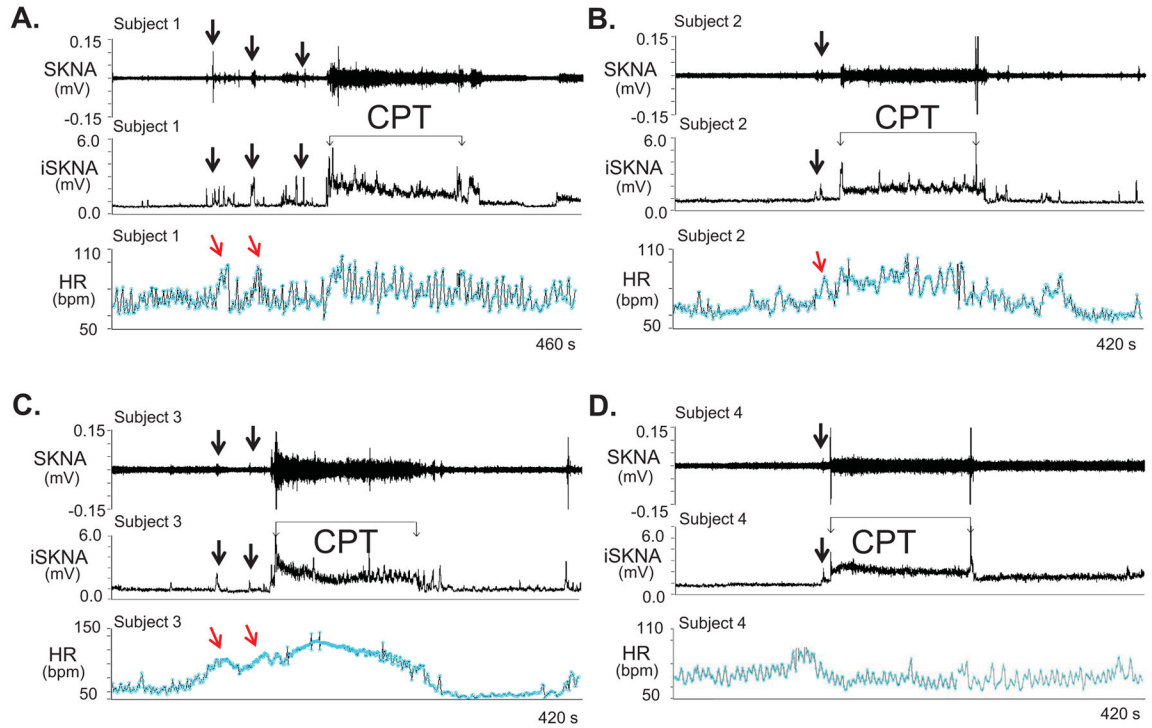 A.
Subject 1
0.15
SKNA
(mV)
-0.15
Subject 1
CPT
6.0
iSKNA
(mV)
0.0
Subject 1
110
HR
(bpm)
50
460 s
B.
Subject 2
0.15
SKNA
(mV)
-0.15
Subject 2
CPT
6.0
iSKNA
(mV)
0.0
Subject 2
110
HR
(bpm)
50
420 s
C.
Subject 3
0.15
SKNA
(mV)
-0.15
Subject 3
6.0
CPT
iSKNA
(mV)
0.0
Subject 3
150
HR
(bpm)
50
420 s
D.
Subject 4
0.15
SKNA
(mV)
-0.15
Subject 4
6.0
CPT
iSKNA
(mV)
0.0
Subject 4
110
HR
(bpm)
50
420 s